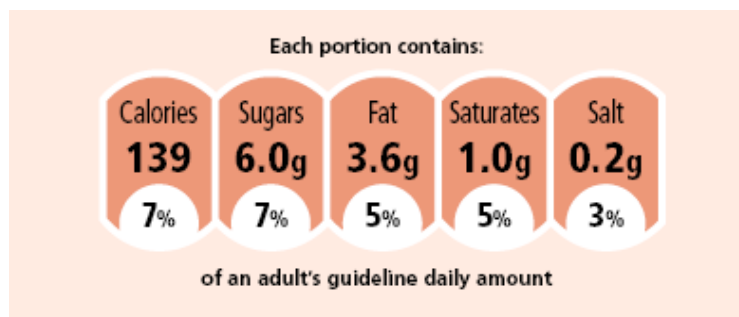 Each portion contains:
Calories Sugars Fat Saturates Salt
139 6.0g 3.6g 1.0g 0.2g
7% 7% 5% 5% 3%
of an adult's guideline daily amount